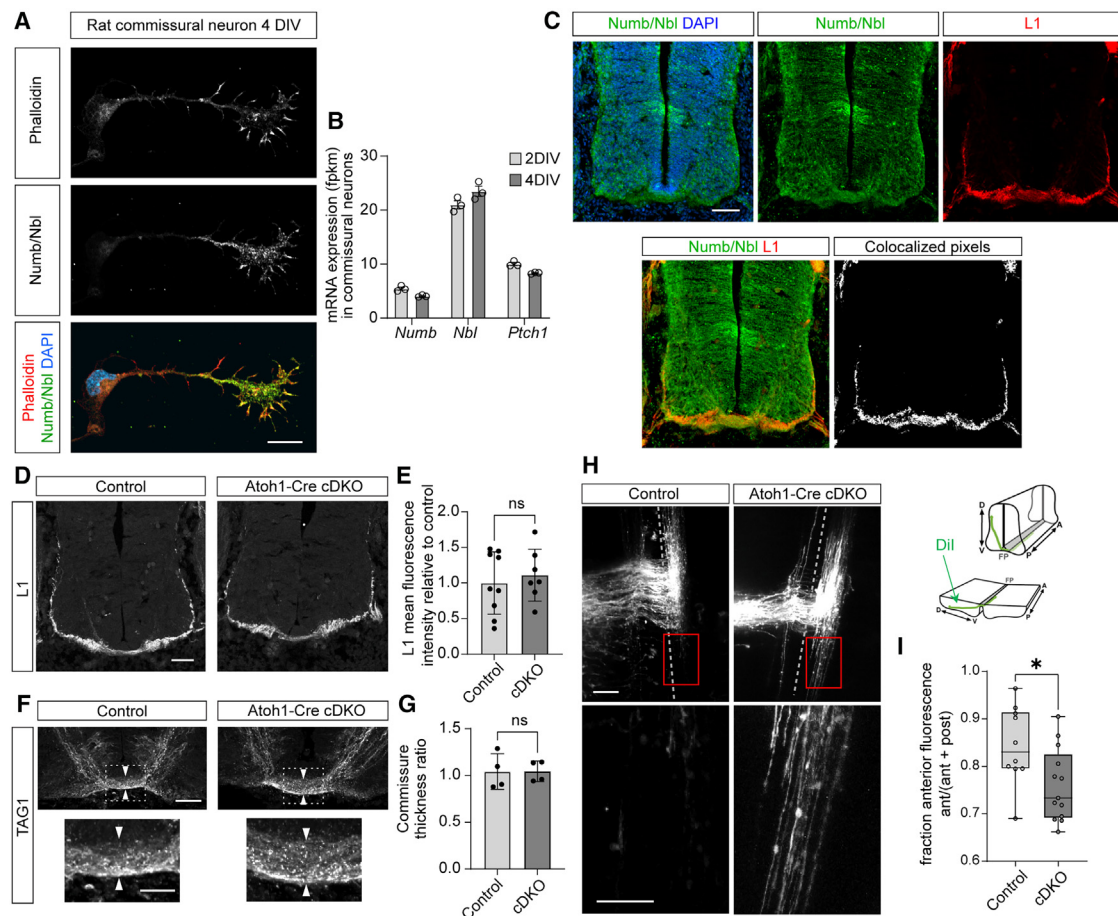 A
Rat commissural neuron 4 DIV
Phalloidin
Numb/Nbl
Phalloidin
Numb/Nbl DAPI
B
mRNA expression (fpkm)
in commissural neurons
30
20
10
0
2DIV
4DIV
Numb Nbl Ptch1
C
Numb/Nbl DAPI
Numb/Nbl
L1
Numb/Nbl L1
Colocalized pixels
D
Control
Atoh1-Cre cDKO
L1
E
L1 mean fluorescence
intensity relative to control
2.0
1.5
1.0
0.5
0.0
ns
Control
cDKO
F
Control
Atoh1-Cre cDKO
TAG1
G
Commissure
thickness ratio
1.5
1.0
0.5
0.0
ns
Control
cDKO
H
Control
Atoh1-Cre cDKO
D
V
FP
A
P
DiI
FP
A
D
V
P
I
fraction anterior fluorescence
ant/(ant + post)
1.0
0.9
0.8
0.7
0.6
*
Control
cDKO